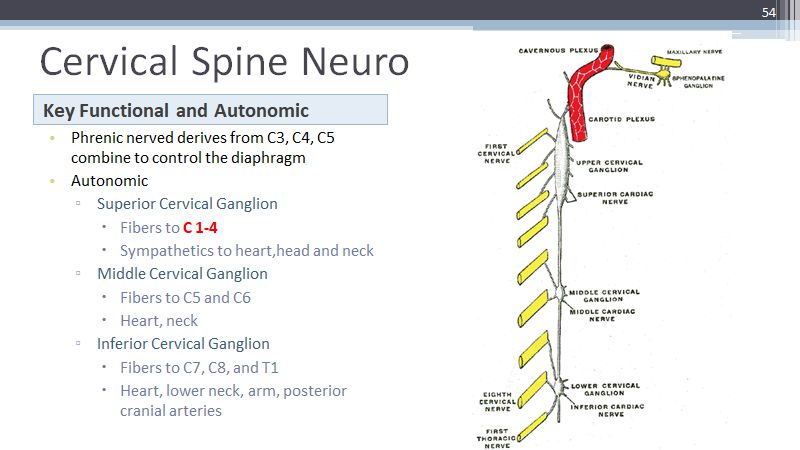 54
Cervical Spine Neuro
Key Functional and Autonomic
• Phrenic nerved derives from C3, C4, C5
combine to control the diaphragm
• Autonomic
▫ Superior Cervical Ganglion
▪ Fibers to C 1-4
▪ Sympathetics to heart,head and neck
▫ Middle Cervical Ganglion
▪ Fibers to C5 and C6
▪ Heart, neck
▫ Inferior Cervical Ganglion
▪ Fibers to C7, C8, and T1
▪ Heart, lower neck, arm, posterior
cranial arteries
CAVERNOUS PLEXUS
MAXILLARY NERVE
VIDIAN
NERVE
SPHENOPALATINE
GANGLION
CAROTID PLEXUS
FIRST
CERVICAL
NERVE
UPPER CERVICAL
GANGLION
SUPERIOR CARDIAC
NERVE
MIDDLE CERVICAL
GANGLION
MIDDLE CARDIAC
NERVE
EIGHTH
CERVICAL
NERVE
LOWER CERVICAL
GANGLION
INFERIOR CARDIAC
NERVE
FIRST
THORACIC
NERVE